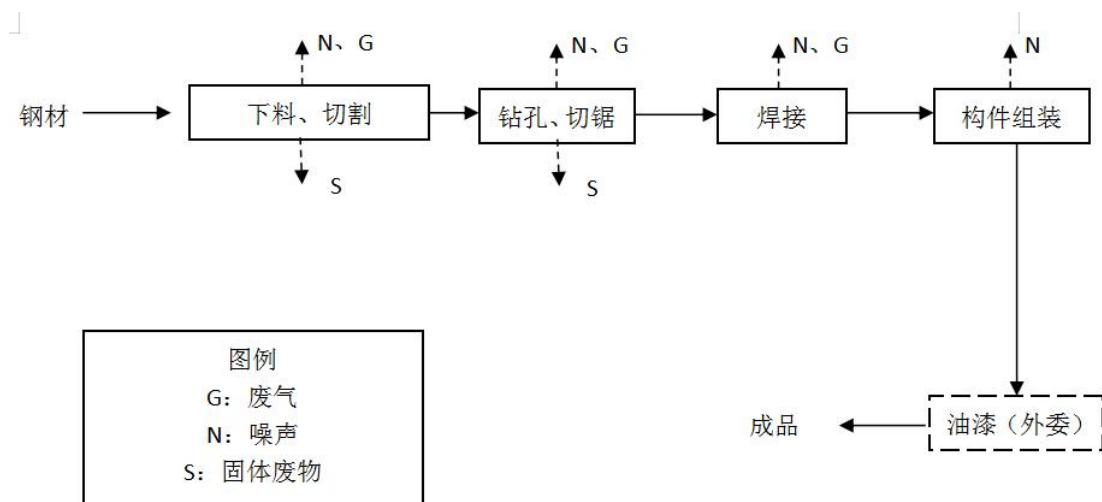 N、G
N、G
N、G
N
钢材
下料、切割
钻孔、切锯
焊接
构件组装
S
S
图例
G：废气
N：噪声
S：固体废物
成品
油漆（外委）